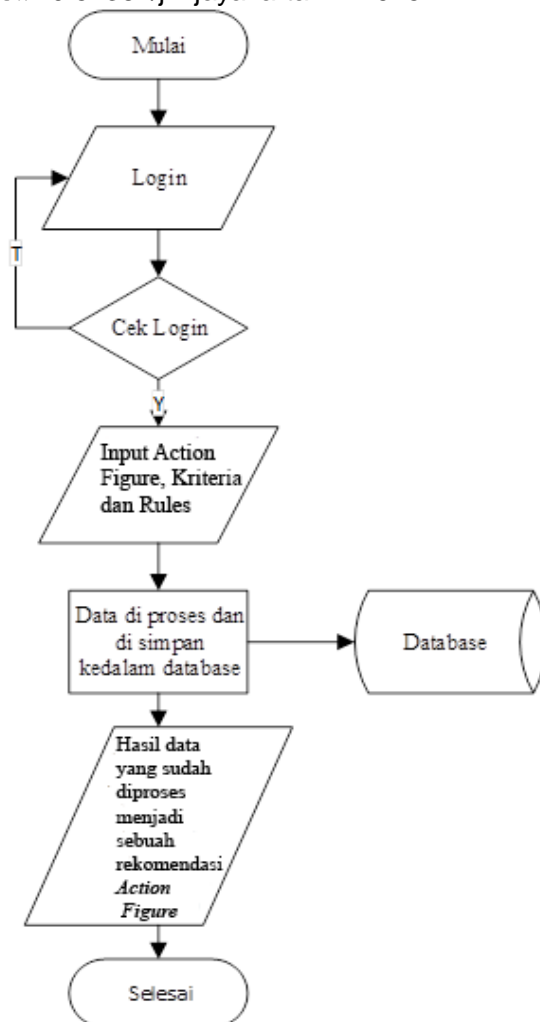 Mulai
Login
T
Cek Login
Y
Input Action
Figure, Kriteria
dan Rules
Data di proses dan
di simpan
kedalam database
Database
Hasil data
yang sudah
diproses
menjadi
sebuah
rekomendasi
Action
Figure
Selesai